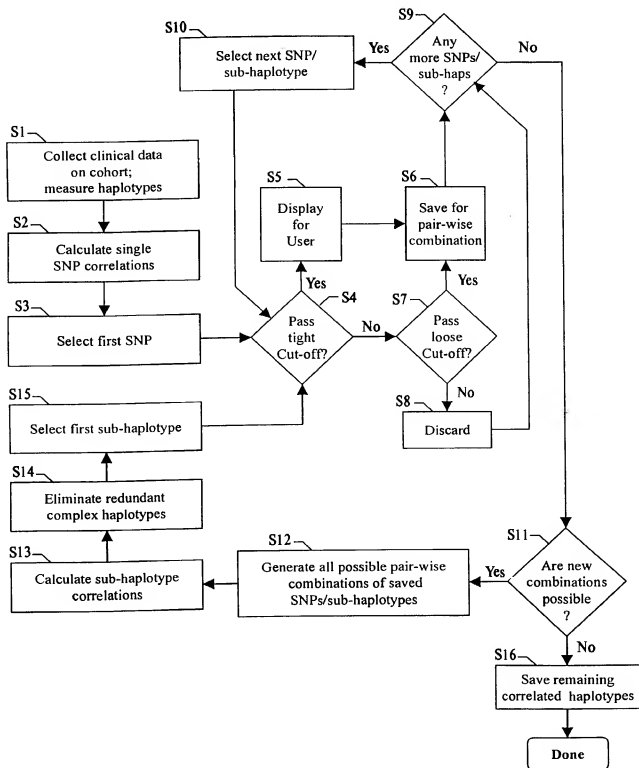 S10
Select next SNP/
sub-haplotype
S9
Any
more SNPs/
sub-haps
?
Yes
No
S1
Collect clinical data
on cohort;
measure haplotypes
S2
Calculate single
SNP correlations
S3
Select first SNP
S5
Display
for
User
S6
Save for
pair-wise
combination
Yes
S4
Pass
tight
Cut-off?
No
S7
Yes
Pass
loose
Cut-off?
No
S8
Discard
S15
Select first sub-haplotype
S14
Eliminate redundant
complex haplotypes
S13
Calculate sub-haplotype
correlations
S12
Generate all possible pair-wise
combinations of saved
SNPs/sub-haplotypes
S11
Are new
combinations
possible
?
Yes
No
S16
Save remaining
correlated haplotypes
Done